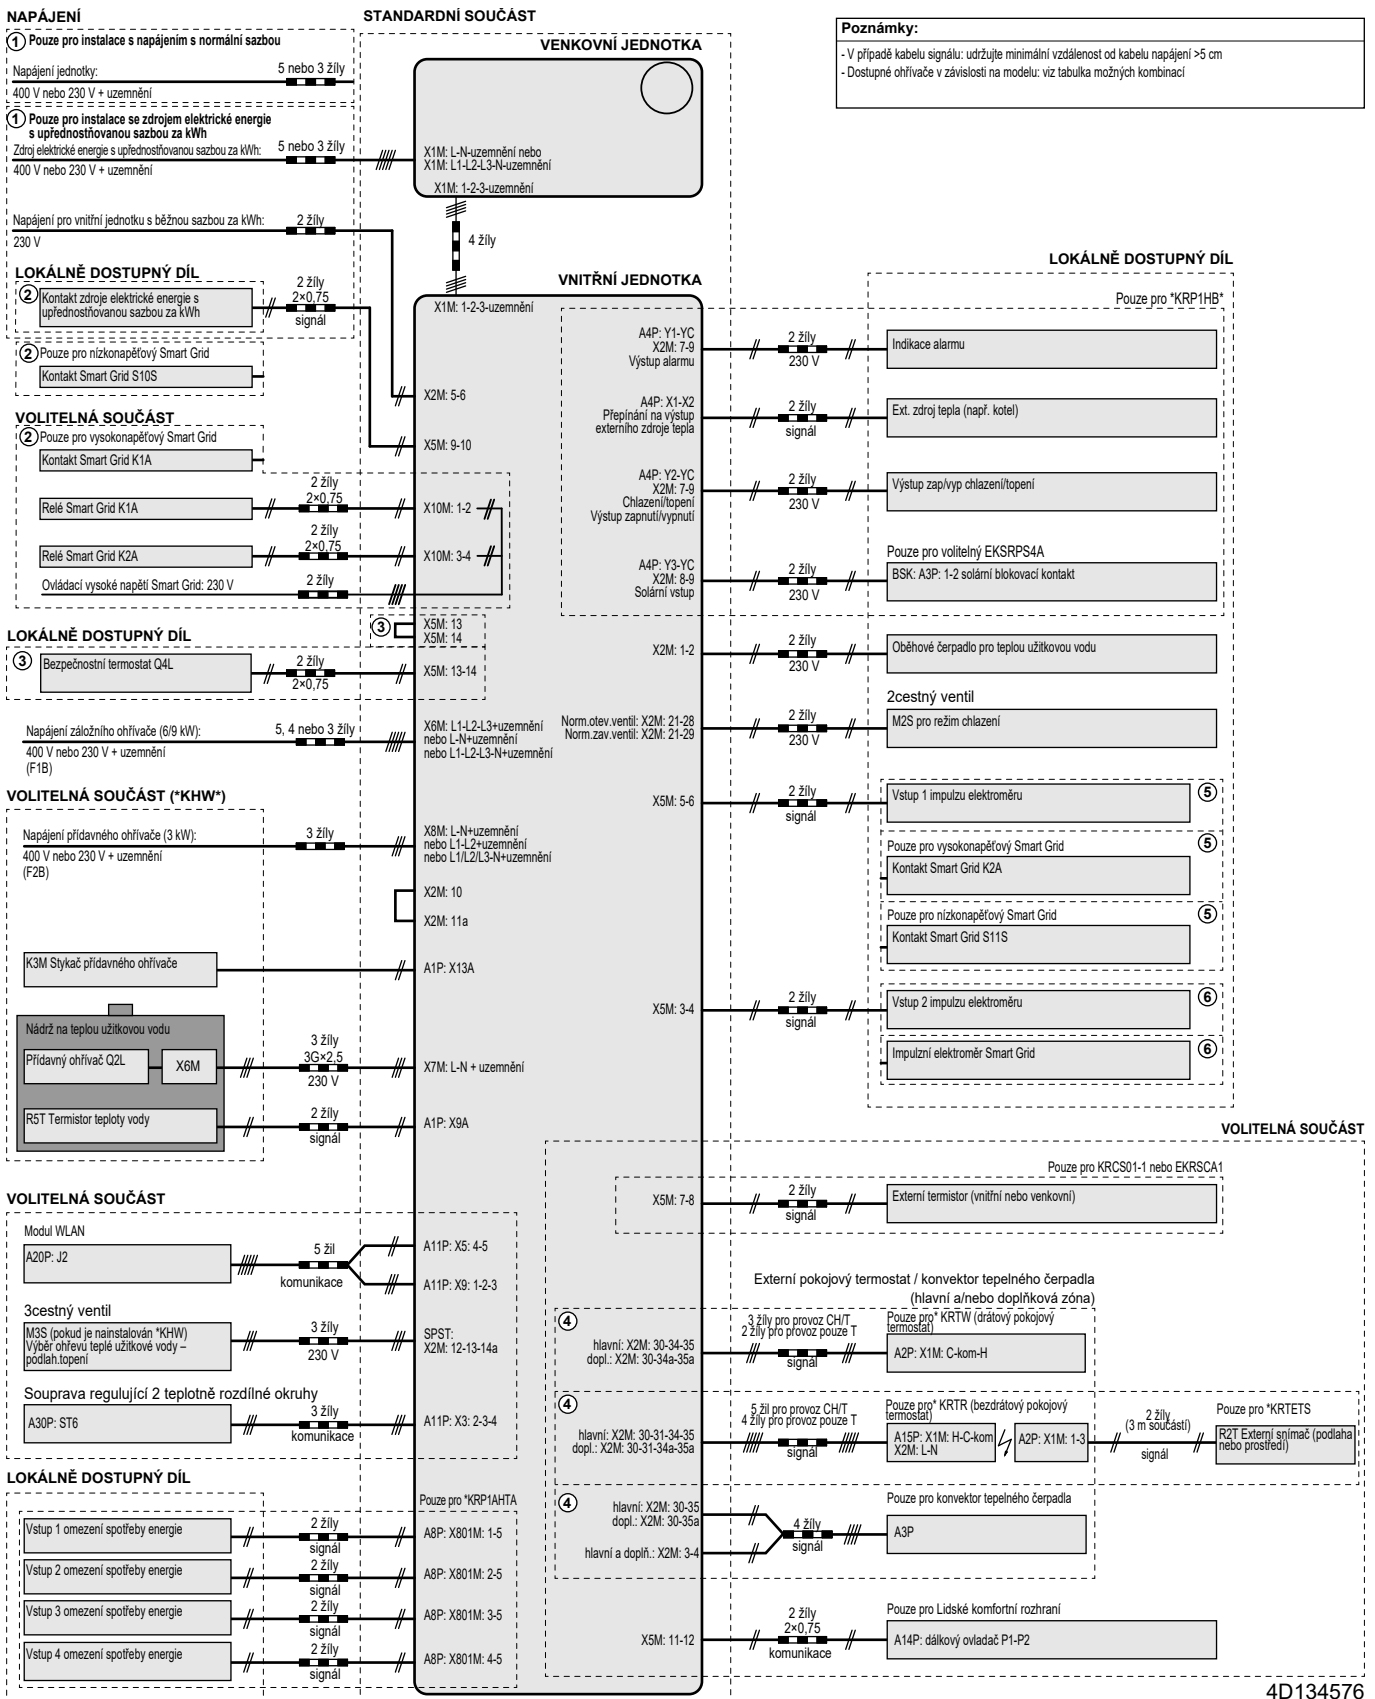 NAPÁJENÍ
① Pouze pro instalace s napájením s normální sazbou
Napájení jednotky:
5 nebo 3 žíly
400 V nebo 230 V + uzemnění
① Pouze pro instalace se zdrojem elektrické energie
s upřednostňovanou sazbou za kWh
Zdroj elektrické energie s upřednostňovanou sazbou za kWh:
5 nebo 3 žíly
400 V nebo 230 V + uzemnění
Napájení pro vnitřní jednotku s běžnou sazbou za kWh:
2 žíly
230 V
LOKÁLNĚ DOSTUPNÝ DÍL
② Kontakt zdroje elektrické energie s
upřednostňovanou sazbou za kWh
2 žíly
2×0,75
signál
② Pouze pro nízkonapěťový Smart Grid
Kontakt Smart Grid S10S
VOLITELNÁ SOUČÁST
② Pouze pro vysokonapěťový Smart Grid
Kontakt Smart Grid K1A
Relé Smart Grid K1A
2 žíly
2×0,75
Relé Smart Grid K2A
2 žíly
2×0,75
Ovládací vysoké napětí Smart Grid: 230 V
2 žíly
LOKÁLNĚ DOSTUPNÝ DÍL
③ Bezpečnostní termostat Q4L
2 žíly
2×0,75
Napájení záložního ohřívače (6/9 kW):
5, 4 nebo 3 žíly
400 V nebo 230 V + uzemnění
(F1B)
VOLITELNÁ SOUČÁST (*KHW*)
Napájení přídavného ohřívače (3 kW):
3 žíly
400 V nebo 230 V + uzemnění
(F2B)
K3M Stykač přídavného ohřívače
Nádrž na teplou užitkovou vodu
Přídavný ohřívač Q2L
X6M
3 žíly
3G×2,5
230 V
R5T Termistor teploty vody
2 žíly
signál
VOLITELNÁ SOUČÁST
Modul WLAN
A20P: J2
5 žil
komunikace
3cestný ventil
M3S (pokud je nainstalován *KHW)
Výběr ohřevu teplé užitkové vody –
podlah.topení
3 žíly
230 V
Souprava regulující 2 teplotně rozdílné okruhy
A30P: ST6
3 žíly
komunikace
LOKÁLNĚ DOSTUPNÝ DÍL
Vstup 1 omezení spotřeby energie
2 žíly
signál
Vstup 2 omezení spotřeby energie
2 žíly
signál
Vstup 3 omezení spotřeby energie
2 žíly
signál
Vstup 4 omezení spotřeby energie
2 žíly
signál
STANDARDNÍ SOUČÁST
VENKOVNÍ JEDNOTKA
X1M: L-N-uzemnění nebo
X1M: L1-L2-L3-N-uzemnění
X1M: 1-2-3-uzemnění
4 žíly
VNITŘNÍ JEDNOTKA
X1M: 1-2-3-uzemnění
X2M: 5-6
X5M: 9-10
X10M: 1-2
X10M: 3-4
③
X5M: 13
X5M: 14
X5M: 13-14
X6M: L1-L2-L3+uzemnění
nebo L-N+uzemnění
nebo L1-L2-L3-N+uzemnění
X8M: L-N+uzemnění
nebo L1-L2+uzemnění
nebo L1/L2/L3-N+uzemnění
X2M: 10
X2M: 11a
A1P: X13A
X7M: L-N + uzemnění
A1P: X9A
A11P: X5: 4-5
A11P: X9: 1-2-3
SPST:
X2M: 12-13-14a
A11P: X3: 2-3-4
Pouze pro *KRP1AHTA
A8P: X801M: 1-5
A8P: X801M: 2-5
A8P: X801M: 3-5
A8P: X801M: 4-5
Poznámky:
- V případě kabelu signálu: udržujte minimální vzdálenost od kabelu napájení >5 cm
- Dostupné ohřívače v závislosti na modelu: viz tabulka možných kombinací
LOKÁLNĚ DOSTUPNÝ DÍL
Pouze pro *KRP1HB*
A4P: Y1-YC
X2M: 7-9
Výstup alarmu
2 žíly
230 V
Indikace alarmu
A4P: X1-X2
Přepínání na výstup
externího zdroje tepla
2 žíly
signál
Ext. zdroj tepla (např. kotel)
A4P: Y2-YC
X2M: 7-9
Chlazení/topení
Výstup zapnutí/vypnutí
2 žíly
230 V
Výstup zap/vyp chlazení/topení
Pouze pro volitelný EKSRPS4A
A4P: Y3-YC
X2M: 8-9
Solární vstup
2 žíly
230 V
BSK: A3P: 1-2 solární blokovací kontakt
X2M: 1-2
2 žíly
230 V
Oběhové čerpadlo pro teplou užitkovou vodu
2cestný ventil
Norm.otev.ventil: X2M: 21-28
Norm.zav.ventil: X2M: 21-29
2 žíly
230 V
M2S pro režim chlazení
X5M: 5-6
2 žíly
signál
Vstup 1 impulzu elektroměru
⑤
Pouze pro vysokonapěťový Smart Grid
⑤
Kontakt Smart Grid K2A
Pouze pro nízkonapěťový Smart Grid
⑤
Kontakt Smart Grid S11S
X5M: 3-4
2 žíly
signál
Vstup 2 impulzu elektroměru
⑥
Impulzní elektroměr Smart Grid
⑥
VOLITELNÁ SOUČÁST
Pouze pro KRCS01-1 nebo EKRSCA1
X5M: 7-8
2 žíly
signál
Externí termistor (vnitřní nebo venkovní)
Externí pokojový termostat / konvektor tepelného čerpadla
(hlavní a/nebo doplňková zóna)
④
hlavní: X2M: 30-34-35
dopl.: X2M: 30-34a-35a
3 žíly pro provoz CH/T
2 žíly pro provoz pouze T
signál
Pouze pro* KRTW (drátový pokojový
termostat)
A2P: X1M: C-kom-H
④
hlavní: X2M: 30-31-34-35
dopl.: X2M: 30-31-34a-35a
5 žil pro provoz CH/T
4 žíly pro provoz pouze T
signál
Pouze pro* KRTR (bezdrátový pokojový
termostat)
A15P: X1M: H-C-kom
X2M: L-N
A2P: X1M: 1-3
2 žíly
(3 m součástí)
signál
Pouze pro *KRTETS
R2T Externí snímač (podlaha
nebo prostředí)
④
hlavní: X2M: 30-35
dopl.: X2M: 30-35a
hlavní a doplň.: X2M: 3-4
4 žíly
signál
Pouze pro konvektor tepelného čerpadla
A3P
Pouze pro Lidské komfortní rozhraní
X5M: 11-12
2 žíly
2×0,75
komunikace
A14P: dálkový ovladač P1-P2
4D134576